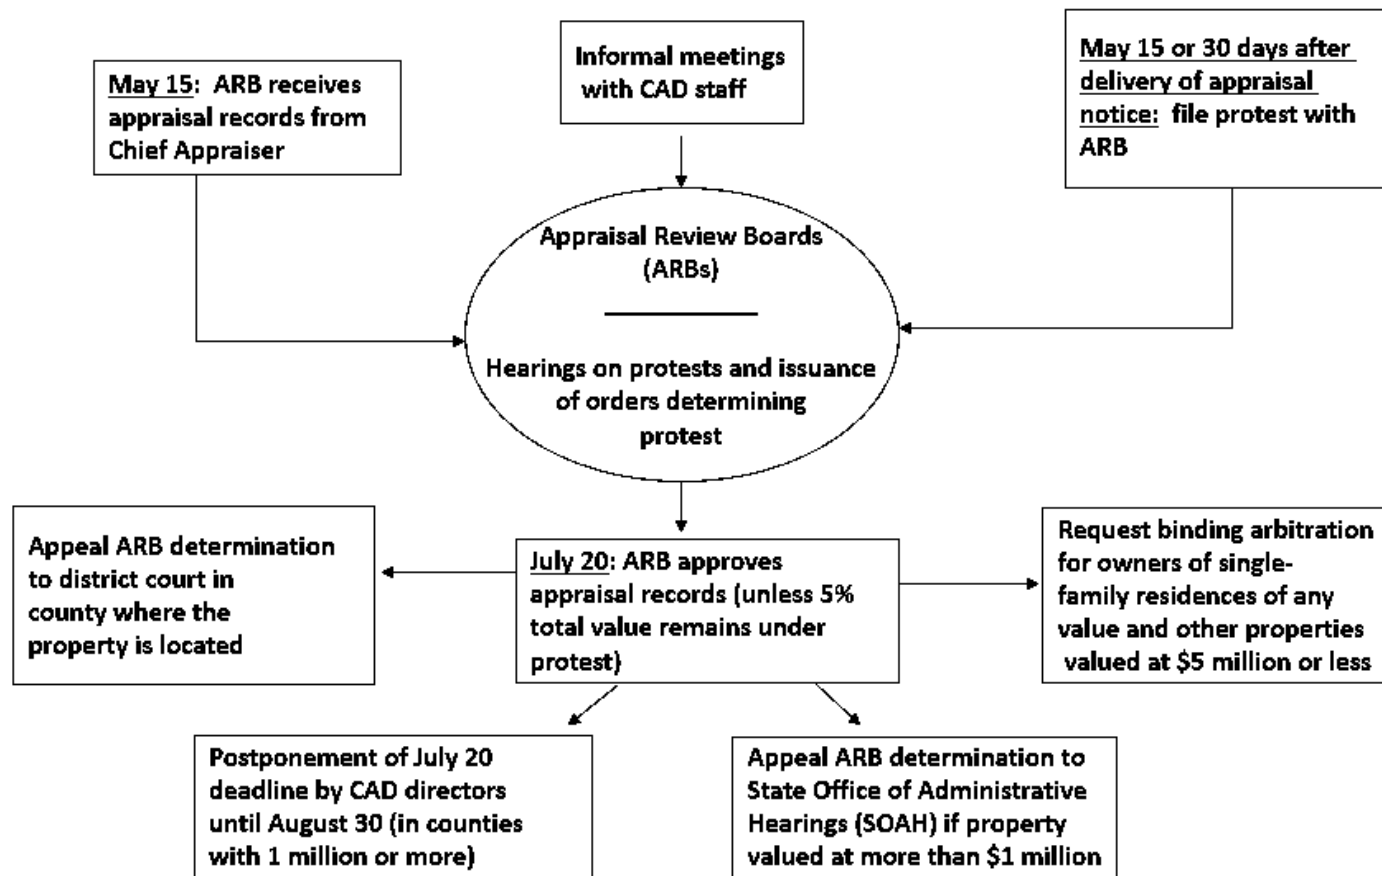 Informal meetings
with CAD staff
May 15: ARB receives
appraisal records from
Chief Appraiser
May 15 or 30 days after
delivery of appraisal
notice: file protest with
ARB
Appraisal Review Boards
(ARBs)
Hearings on protests and issuance
of orders determining
protest
Appeal ARB determination
to district court in
county where the
property is located
July 20: ARB approves
appraisal records (unless 5%
total value remains under
protest)
Request binding arbitration
for owners of single-
family residences of any
value and other properties
valued at $5 million or less
Postponement of July 20
deadline by CAD directors
until August 30 (in counties
with 1 million or more)
Appeal ARB determination to
State Office of Administrative
Hearings (SOAH) if property
valued at more than $1 million